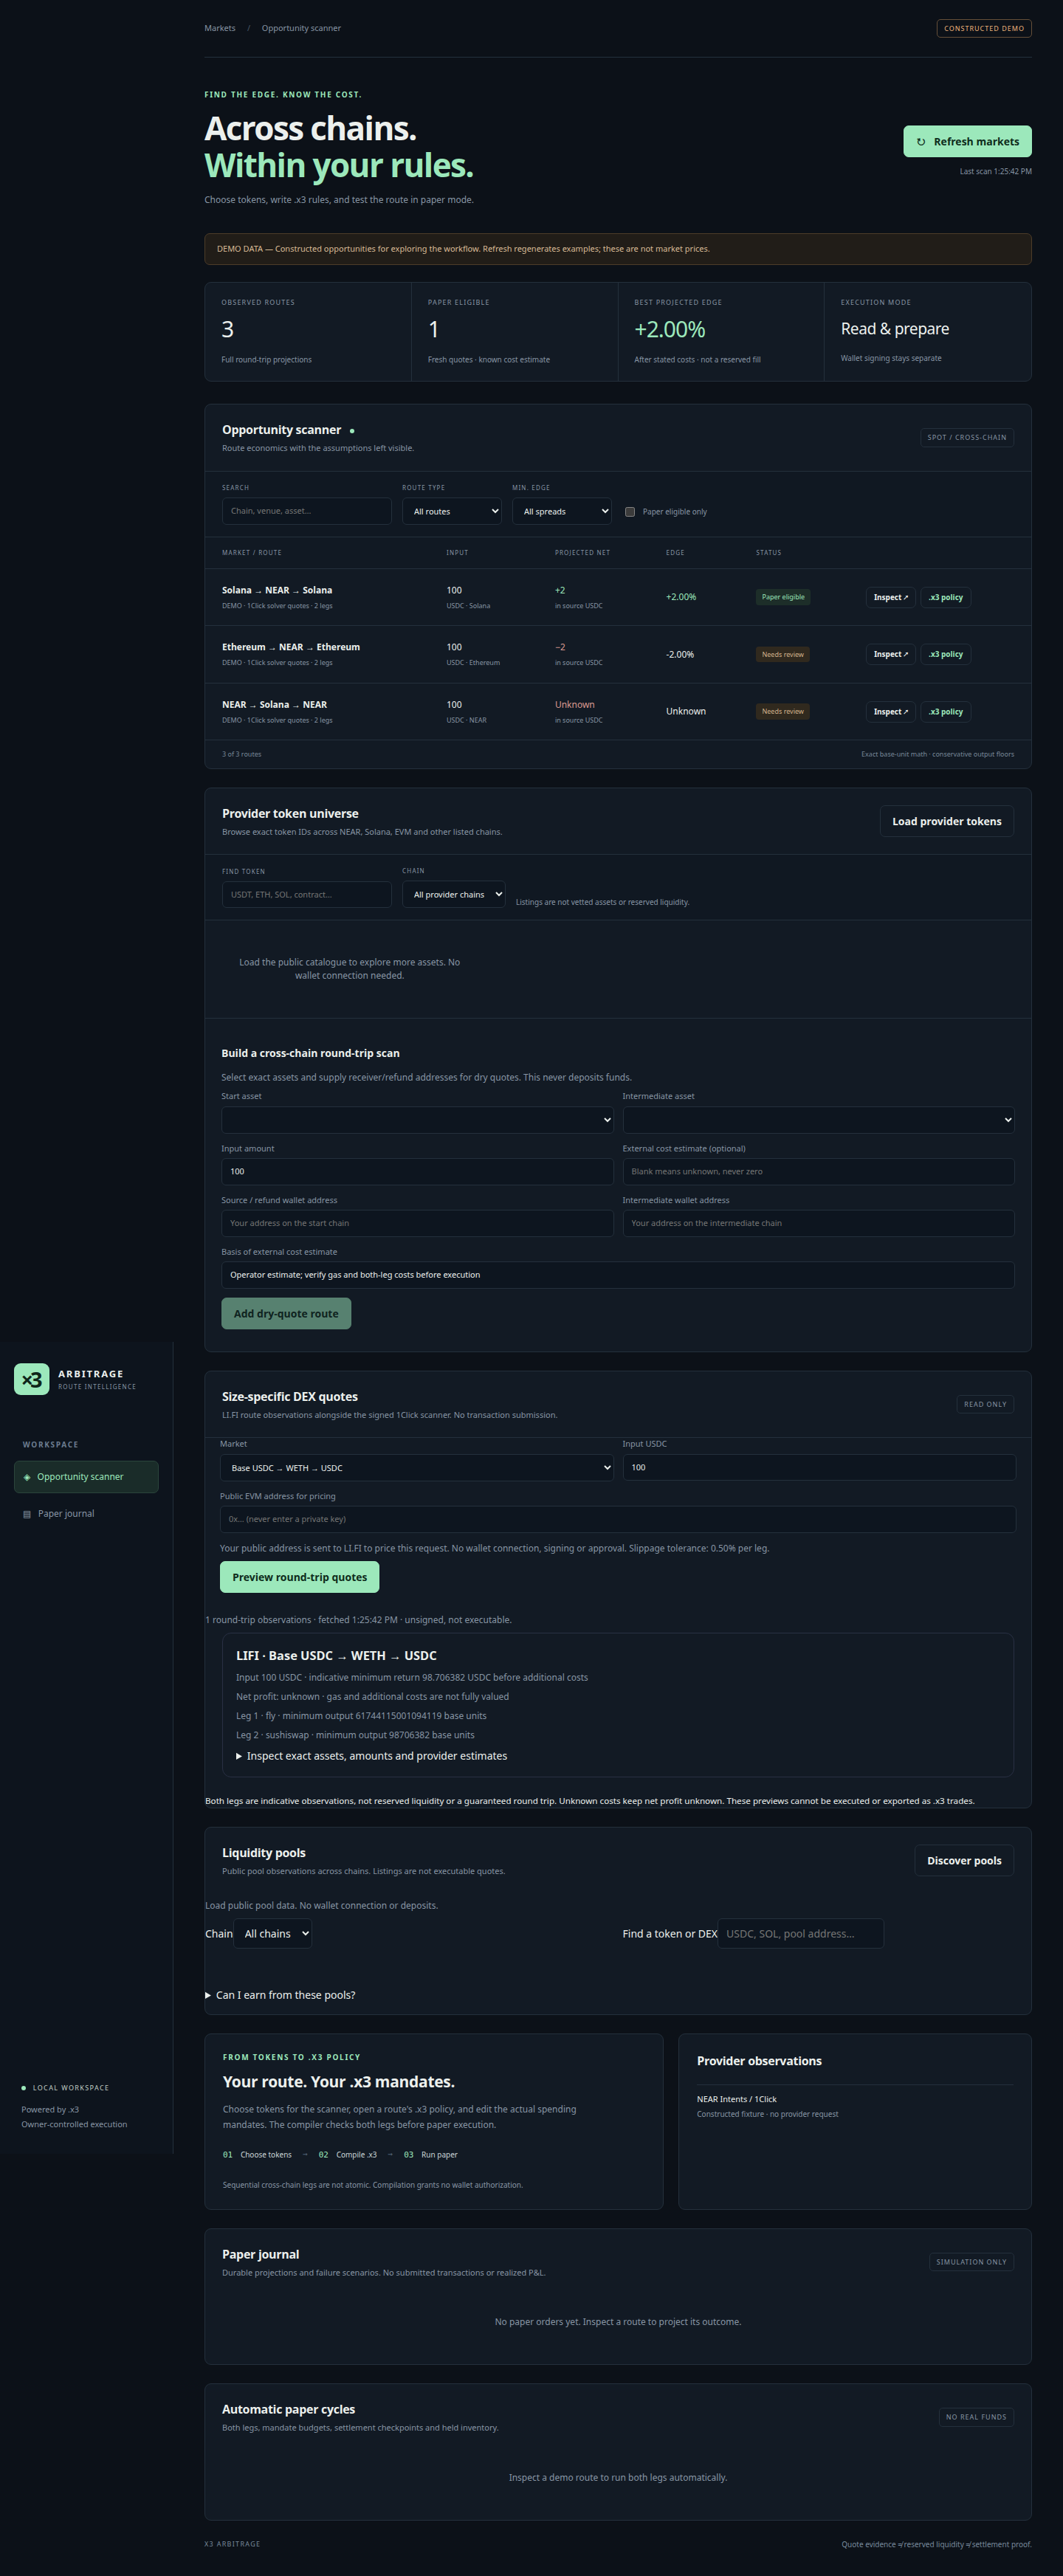 Markets / Opportunity scanner
CONSTRUCTED DEMO
FIND THE EDGE. KNOW THE COST.
Across chains.
Within your rules.
Choose tokens, write .x3 rules, and test the route in paper mode.
↻ Refresh markets
Last scan 1:25:42 PM
DEMO DATA — Constructed opportunities for exploring the workflow. Refresh regenerates examples; these are not market prices.
OBSERVED ROUTES
3
Full round-trip projections
PAPER ELIGIBLE
1
Fresh quotes · known cost estimate
BEST PROJECTED EDGE
+2.00%
After stated costs · not a reserved fill
EXECUTION MODE
Read & prepare
Wallet signing stays separate
Opportunity scanner
Route economics with the assumptions left visible.
SPOT / CROSS-CHAIN
SEARCH
Chain, venue, asset...
ROUTE TYPE
All routes
MIN. EDGE
All spreads
Paper eligible only
MARKET / ROUTE INPUT PROJECTED NET EDGE STATUS
Solana → NEAR → Solana 100 +2 +2.00% Paper eligible Inspect ↗ .x3 policy
DEMO · 1Click solver quotes · 2 legs USDC · Solana in source USDC
Ethereum → NEAR → Ethereum 100 −2 -2.00% Needs review Inspect ↗ .x3 policy
DEMO · 1Click solver quotes · 2 legs USDC · Ethereum in source USDC
NEAR → Solana → NEAR 100 Unknown Unknown Needs review Inspect ↗ .x3 policy
DEMO · 1Click solver quotes · 2 legs USDC · NEAR in source USDC
3 of 3 routes
Exact base-unit math · conservative output floors
Provider token universe
Browse exact token IDs across NEAR, Solana, EVM and other listed chains.
Load provider tokens
FIND TOKEN
USDT, ETH, SOL, contract...
CHAIN
All provider chains
Listings are not vetted assets or reserved liquidity.
Load the public catalogue to explore more assets. No
wallet connection needed.
Build a cross-chain round-trip scan
Select exact assets and supply receiver/refund addresses for dry quotes. This never deposits funds.
Start asset
Intermediate asset
Input amount
100
External cost estimate (optional)
Blank means unknown, never zero
Source / refund wallet address
Your address on the start chain
Intermediate wallet address
Your address on the intermediate chain
Basis of external cost estimate
Operator estimate; verify gas and both-leg costs before execution
Add dry-quote route
×3
ARBITRAGE
ROUTE INTELLIGENCE
WORKSPACE
◈ Opportunity scanner
▤ Paper journal
LOCAL WORKSPACE
Powered by .x3
Owner-controlled execution
Size-specific DEX quotes
LI.FI route observations alongside the signed 1Click scanner. No transaction submission.
READ ONLY
Market
Base USDC → WETH → USDC
Input USDC
100
Public EVM address for pricing
0x... (never enter a private key)
Your public address is sent to LI.FI to price this request. No wallet connection, signing or approval. Slippage tolerance: 0.50% per leg.
Preview round-trip quotes
1 round-trip observations · fetched 1:25:42 PM · unsigned, not executable.
LIFI · Base USDC → WETH → USDC
Input 100 USDC · indicative minimum return 98.706382 USDC before additional costs
Net profit: unknown · gas and additional costs are not fully valued
Leg 1 · fly · minimum output 61744115001094119 base units
Leg 2 · sushiswap · minimum output 98706382 base units
▶ Inspect exact assets, amounts and provider estimates
Both legs are indicative observations, not reserved liquidity or a guaranteed round trip. Unknown costs keep net profit unknown. These previews cannot be executed or exported as .x3 trades.
Liquidity pools
Public pool observations across chains. Listings are not executable quotes.
Discover pools
Load public pool data. No wallet connection or deposits.
Chain All chains
Find a token or DEX USDC, SOL, pool address...
▶ Can I earn from these pools?
FROM TOKENS TO .X3 POLICY
Your route. Your .x3 mandates.
Choose tokens for the scanner, open a route's .x3 policy, and edit the actual spending
mandates. The compiler checks both legs before paper execution.
01 Choose tokens → 02 Compile .x3 → 03 Run paper
Sequential cross-chain legs are not atomic. Compilation grants no wallet authorization.
Provider observations
NEAR Intents / 1Click
Constructed fixture · no provider request
Paper journal
Durable projections and failure scenarios. No submitted transactions or realized P&L.
SIMULATION ONLY
No paper orders yet. Inspect a route to project its outcome.
Automatic paper cycles
Both legs, mandate budgets, settlement checkpoints and held inventory.
NO REAL FUNDS
Inspect a demo route to run both legs automatically.
X3 ARBITRAGE
Quote evidence ≠ reserved liquidity ≠ settlement proof.